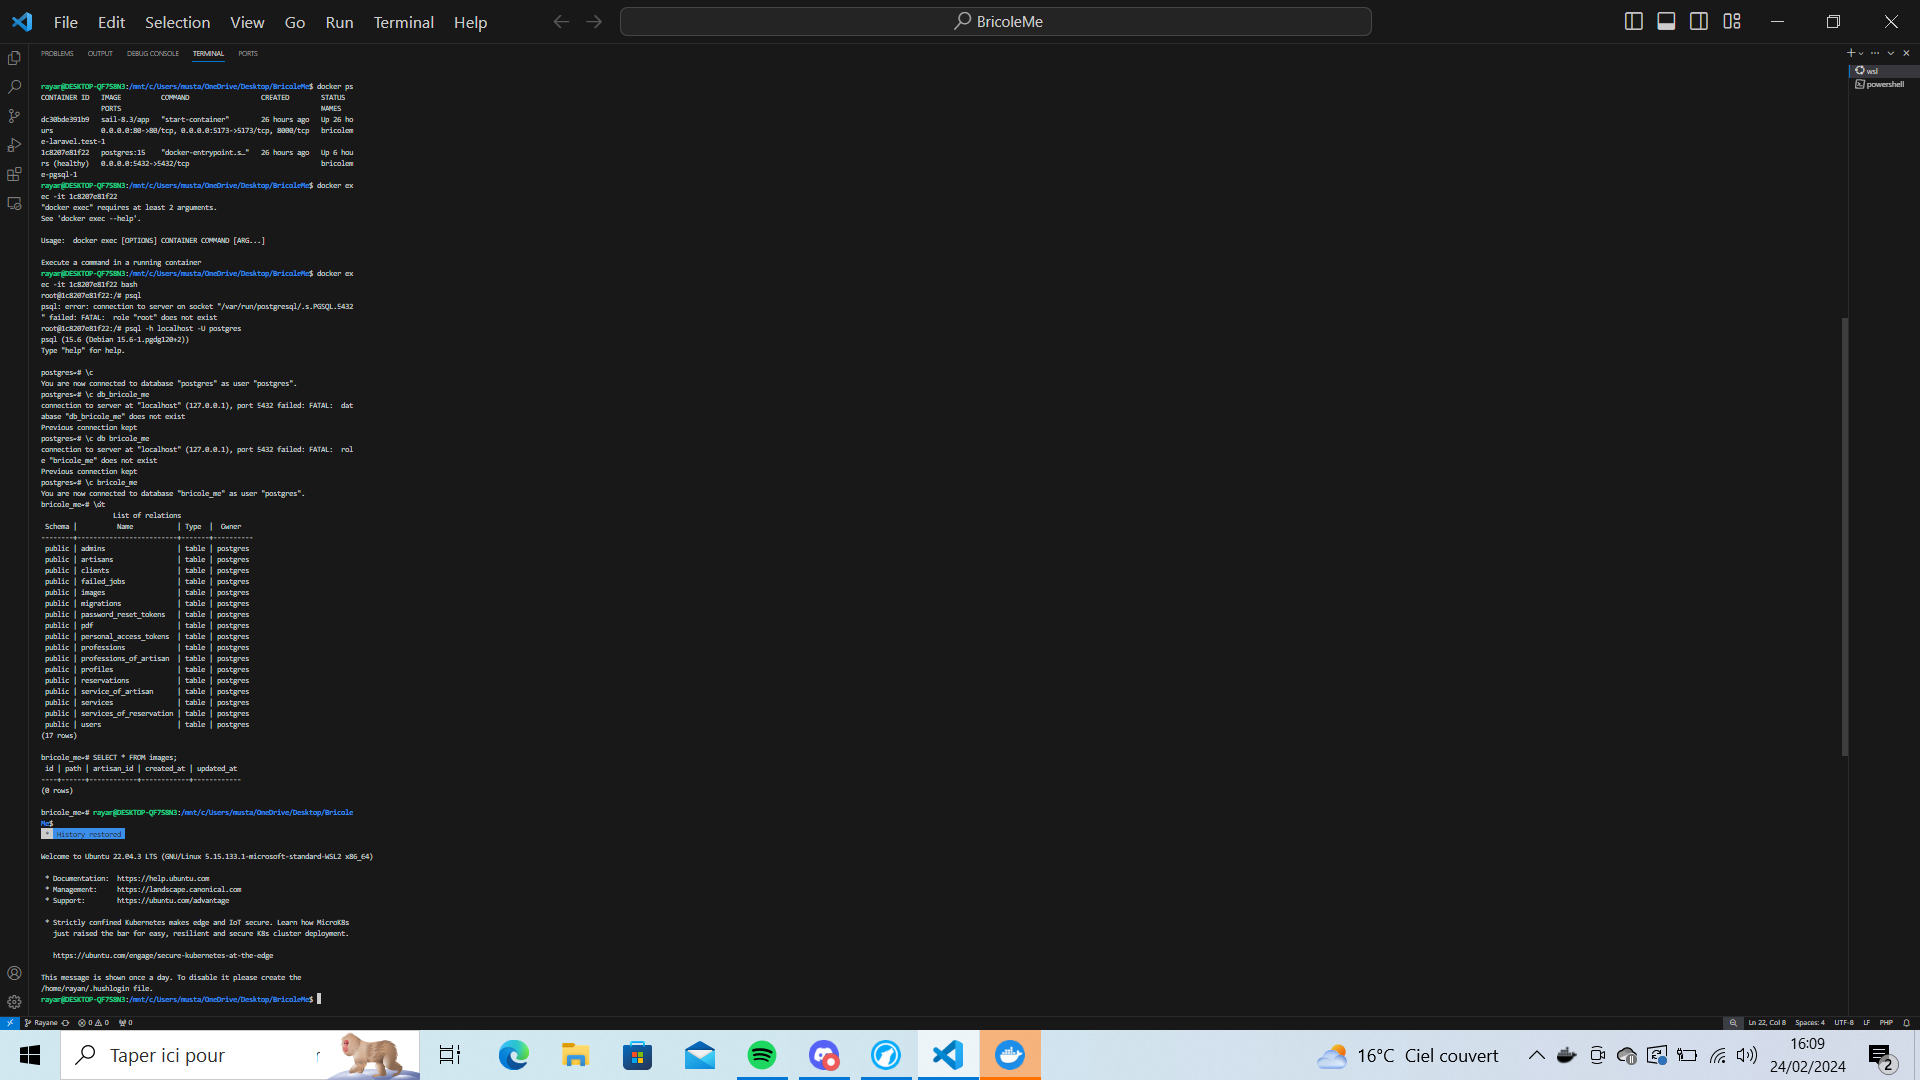 File Edit Selection View Go Run Terminal Help
BricoleMe
PROBLEMS OUTPUT DEBUG CONSOLE TERMINAL PORTS
wsl
powershell
rayan@DESKTOP-QF758N3:/mnt/c/Users/musta/OneDrive/Desktop/BricoleMe$ docker ps
CONTAINER ID IMAGE COMMAND CREATED STATUS
PORTS NAMES
dc30bde391b9 sail-8.3/app "start-container" 26 hours ago Up 26 ho
urs 0.0.0.0:80->80/tcp, 0.0.0.0:5173->5173/tcp, 8000/tcp bricolem
e-laravel.test-1
1c8207e81f22 postgres:15 "docker-entrypoint.s…" 26 hours ago Up 6 hou
rs (healthy) 0.0.0.0:5432->5432/tcp bricolem
e-pgsql-1
rayan@DESKTOP-QF758N3:/mnt/c/Users/musta/OneDrive/Desktop/BricoleMe$ docker ex
ec -it 1c8207e81f22
"docker exec" requires at least 2 arguments.
See 'docker exec --help'.
Usage: docker exec [OPTIONS] CONTAINER COMMAND [ARG...]
Execute a command in a running container
rayan@DESKTOP-QF758N3:/mnt/c/Users/musta/OneDrive/Desktop/BricoleMe$ docker ex
ec -it 1c8207e81f22 bash
root@1c8207e81f22:/# psql
psql: error: connection to server on socket "/var/run/postgresql/.s.PGSQL.5432
" failed: FATAL: role "root" does not exist
root@1c8207e81f22:/# psql -h localhost -U postgres
psql (15.6 (Debian 15.6-1.pgdg120+2))
Type "help" for help.
postgres=# \c
You are now connected to database "postgres" as user "postgres".
postgres=# \c db_bricole_me
connection to server at "localhost" (127.0.0.1), port 5432 failed: FATAL: dat
abase "db_bricole_me" does not exist
Previous connection kept
postgres=# \c db bricole_me
connection to server at "localhost" (127.0.0.1), port 5432 failed: FATAL: rol
e "bricole_me" does not exist
Previous connection kept
postgres=# \c bricole_me
You are now connected to database "bricole_me" as user "postgres".
bricole_me=# \dt
List of relations
Schema | Name | Type | Owner
--------+------------------------+-------+----------
public | admins | table | postgres
public | artisans | table | postgres
public | clients | table | postgres
public | failed_jobs | table | postgres
public | images | table | postgres
public | migrations | table | postgres
public | password_reset_tokens | table | postgres
public | pdf | table | postgres
public | personal_access_tokens | table | postgres
public | professions | table | postgres
public | professions_of_artisan | table | postgres
public | profiles | table | postgres
public | reservations | table | postgres
public | service_of_artisan | table | postgres
public | services | table | postgres
public | services_of_reservation | table | postgres
public | users | table | postgres
(17 rows)
bricole_me=# SELECT * FROM images;
id | path | artisan_id | created_at | updated_at
----+------+------------+------------+------------
(0 rows)
bricole_me=# rayan@DESKTOP-QF758N3:/mnt/c/Users/musta/OneDrive/Desktop/Bricole
Me$
* History restored
Welcome to Ubuntu 22.04.3 LTS (GNU/Linux 5.15.133.1-microsoft-standard-WSL2 x86_64)
* Documentation: https://help.ubuntu.com
* Management: https://landscape.canonical.com
* Support: https://ubuntu.com/advantage
* Strictly confined Kubernetes makes edge and IoT secure. Learn how MicroK8s
just raised the bar for easy, resilient and secure K8s cluster deployment.
https://ubuntu.com/engage/secure-kubernetes-at-the-edge
This message is shown once a day. To disable it please create the
/home/rayan/.hushlogin file.
rayan@DESKTOP-QF758N3:/mnt/c/Users/musta/OneDrive/Desktop/BricoleMe$
Rayane 0 0 0 Ln 22, Col 8 Spaces: 4 UTF-8 LF PHP
Taper ici pour r
16°C Ciel couvert
16:09
24/02/2024
2